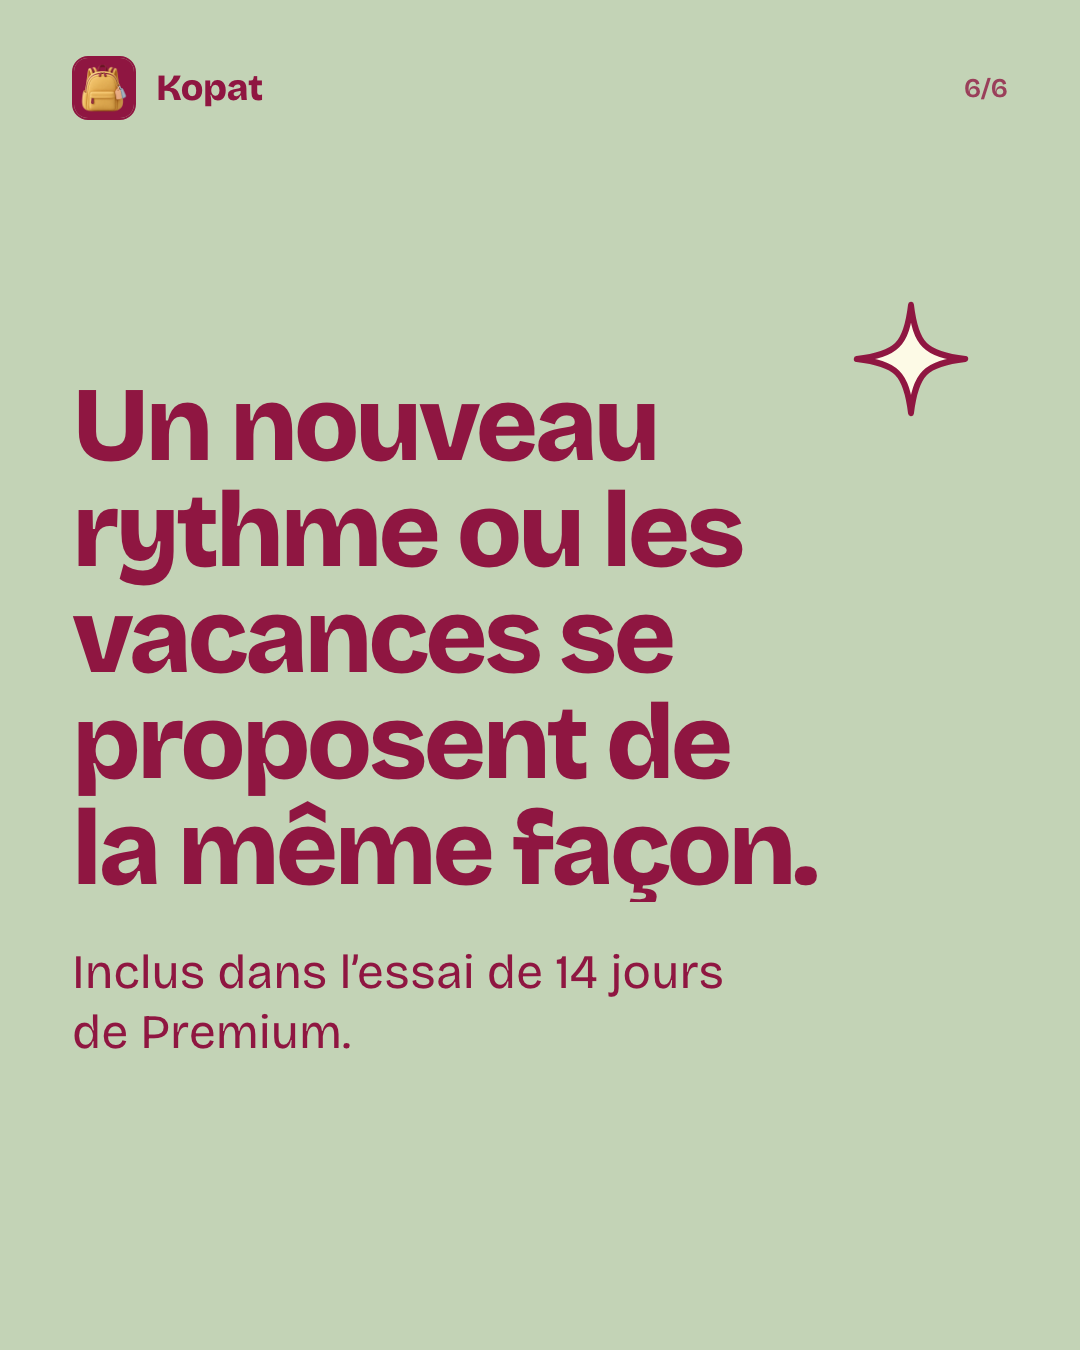 Kopat
6/6
Un nouveau
rythme ou les
vacances se
proposent de
la même façon.
Inclus dans l’essai de 14 jours
de Premium.